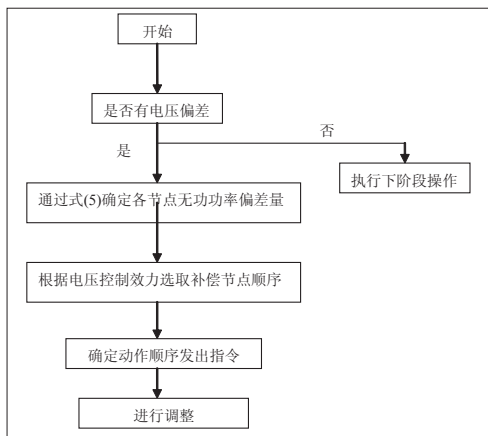 开始
是否有电压偏差
否
是
执行下阶段操作
通过式(5)确定各节点无功功率偏差量
根据电压控制效力选取补偿节点顺序
确定动作顺序发出指令
进行调整